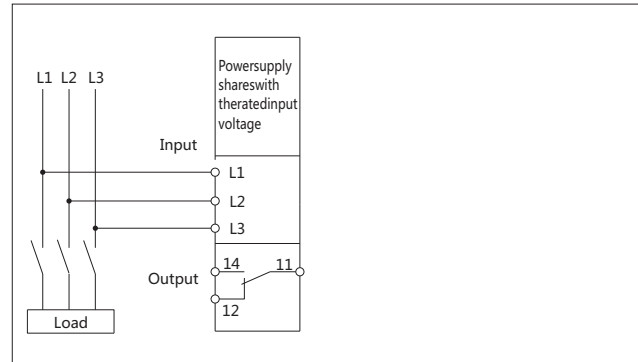 L1 L2 L3
Powersupply
shareswith
theratedinput
voltage
Input
L1
L2
L3
Output
14 11
12
Load